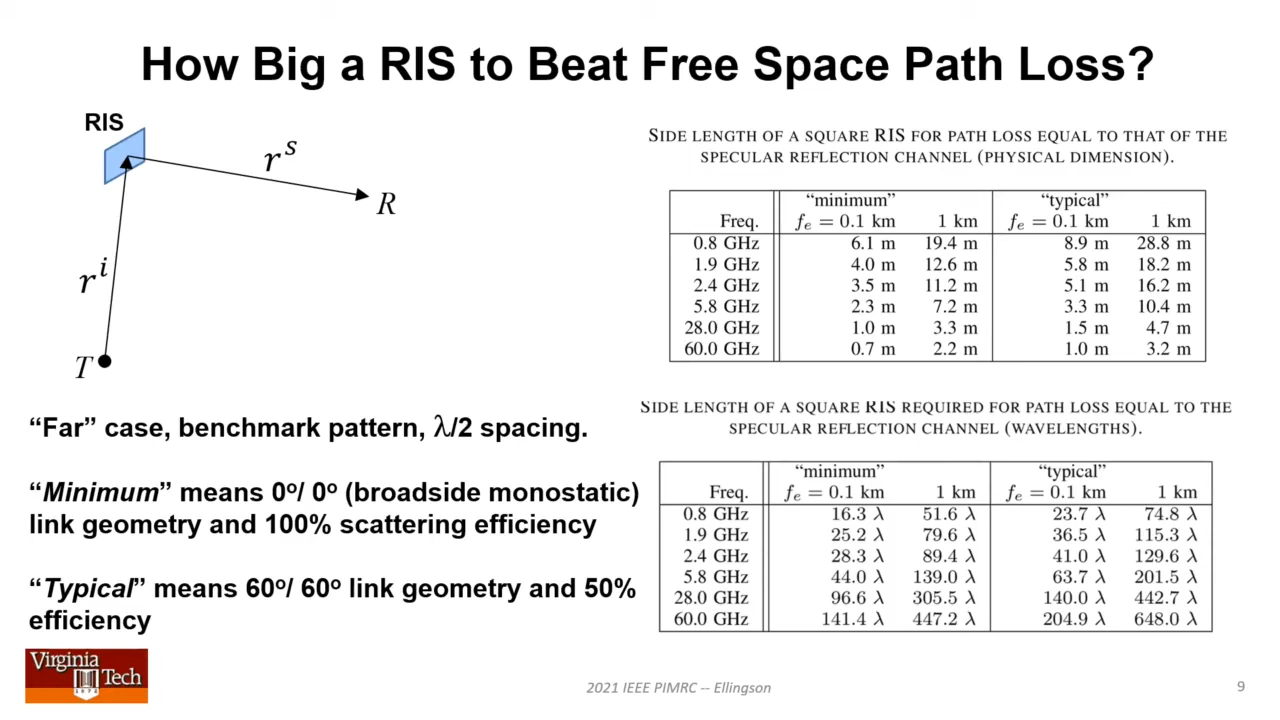 How Big a RIS to Beat Free Space Path Loss?
RIS
r^s
R
r^i
T
"Far" case, benchmark pattern, λ/2 spacing.
"Minimum" means 0º/ 0º (broadside monostatic)
link geometry and 100% scattering efficiency
"Typical" means 60º/ 60º link geometry and 50%
efficiency
SIDE LENGTH OF A SQUARE RIS FOR PATH LOSS EQUAL TO THAT OF THE
SPECULAR REFLECTION CHANNEL (PHYSICAL DIMENSION).
"minimum" "typical"
Freq. f_e = 0.1 km 1 km f_e = 0.1 km 1 km
0.8 GHz 6.1 m 19.4 m 8.9 m 28.8 m
1.9 GHz 4.0 m 12.6 m 5.8 m 18.2 m
2.4 GHz 3.5 m 11.2 m 5.1 m 16.2 m
5.8 GHz 2.3 m 7.2 m 3.3 m 10.4 m
28.0 GHz 1.0 m 3.3 m 1.5 m 4.7 m
60.0 GHz 0.7 m 2.2 m 1.0 m 3.2 m
SIDE LENGTH OF A SQUARE RIS REQUIRED FOR PATH LOSS EQUAL TO THE
SPECULAR REFLECTION CHANNEL (WAVELENGTHS).
"minimum" "typical"
Freq. f_e = 0.1 km 1 km f_e = 0.1 km 1 km
0.8 GHz 16.3 λ 51.6 λ 23.7 λ 74.8 λ
1.9 GHz 25.2 λ 79.6 λ 36.5 λ 115.3 λ
2.4 GHz 28.3 λ 89.4 λ 41.0 λ 129.6 λ
5.8 GHz 44.0 λ 139.0 λ 63.7 λ 201.5 λ
28.0 GHz 96.6 λ 305.5 λ 140.0 λ 442.7 λ
60.0 GHz 141.4 λ 447.2 λ 204.9 λ 648.0 λ
Virginia
Tech
1872
2021 IEEE PIMRC -- Ellingson
9